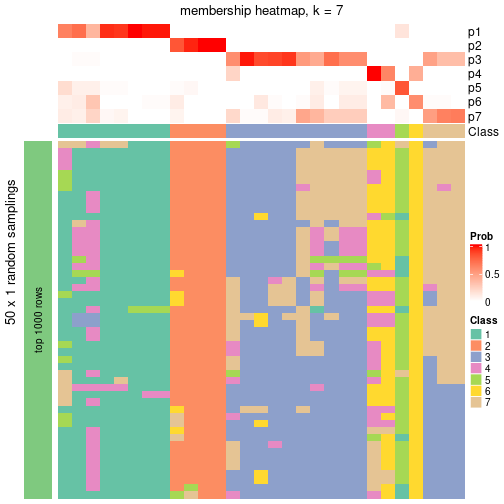 membership heatmap, k = 7
p1
p2
p3
p4
p5
p6
p7
Class
50 x 1 random samplings
top 1000 rows
Prob
1
0.5
0
Class
1
2
3
4
5
6
7